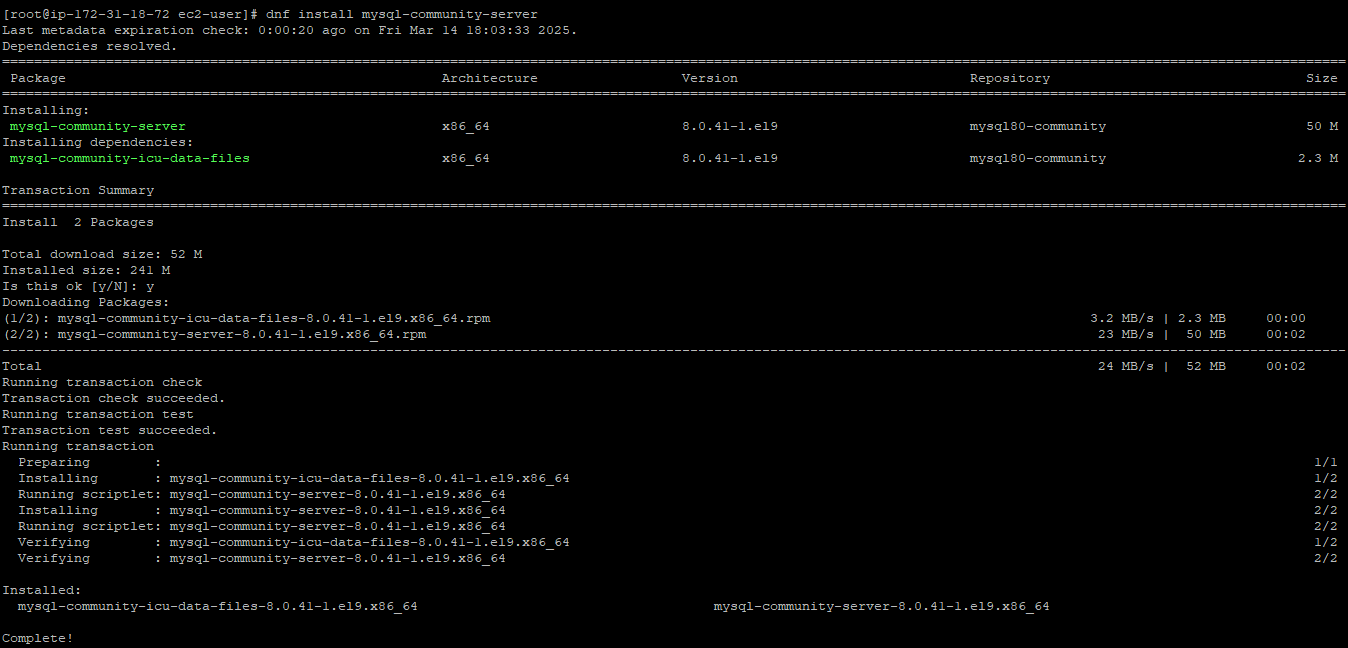 [root@ip-172-31-18-72 ec2-user]# dnf install mysql-community-server
Last metadata expiration check: 0:00:20 ago on Fri Mar 14 18:03:33 2025.
Dependencies resolved.
================================================================================
Package Architecture Version Repository Size
================================================================================
Installing:
mysql-community-server x86_64 8.0.41-1.el9 mysql80-community 50 M
Installing dependencies:
mysql-community-icu-data-files x86_64 8.0.41-1.el9 mysql80-community 2.3 M
Transaction Summary
================================================================================
Install 2 Packages
Total download size: 52 M
Installed size: 241 M
Is this ok [y/N]: y
Downloading Packages:
(1/2): mysql-community-icu-data-files-8.0.41-1.el9.x86_64.rpm 3.2 MB/s | 2.3 MB 00:00
(2/2): mysql-community-server-8.0.41-1.el9.x86_64.rpm 23 MB/s | 50 MB 00:02
--------------------------------------------------------------------------------
Total 24 MB/s | 52 MB 00:02
Running transaction check
Transaction check succeeded.
Running transaction test
Transaction test succeeded.
Running transaction
Preparing : 1/1
Installing : mysql-community-icu-data-files-8.0.41-1.el9.x86_64 1/2
Running scriptlet: mysql-community-server-8.0.41-1.el9.x86_64 2/2
Installing : mysql-community-server-8.0.41-1.el9.x86_64 2/2
Running scriptlet: mysql-community-server-8.0.41-1.el9.x86_64 2/2
Verifying : mysql-community-icu-data-files-8.0.41-1.el9.x86_64 1/2
Verifying : mysql-community-server-8.0.41-1.el9.x86_64 2/2
Installed:
mysql-community-icu-data-files-8.0.41-1.el9.x86_64 mysql-community-server-8.0.41-1.el9.x86_64
Complete!